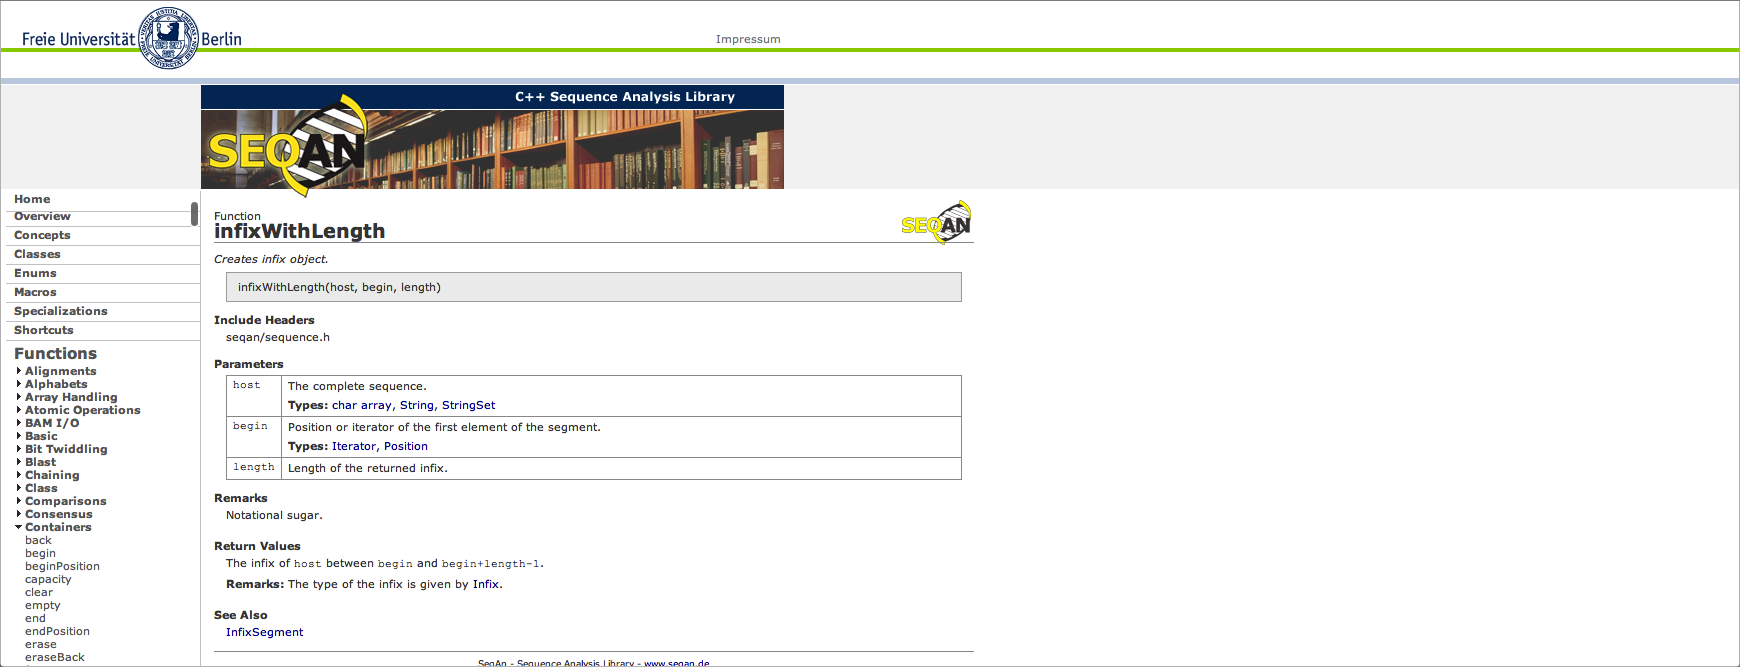 Freie Universität Berlin
Impressum
C++ Sequence Analysis Library
SEQAN
Home
Overview
Concepts
Classes
Enums
Macros
Specializations
Shortcuts
Functions
Alignments
Alphabets
Array Handling
Atomic Operations
BAM I/O
Basic
Bit Twiddling
Blast
Chaining
Class
Comparisons
Consensus
Containers
back
begin
beginPosition
capacity
clear
empty
end
endPosition
erase
eraseBack
Function
infixWithLength
SEQAN
Creates infix object.
infixWithLength(host, begin, length)
Include Headers
seqan/sequence.h
Parameters
host The complete sequence.
Types: char array, String, StringSet
begin Position or iterator of the first element of the segment.
Types: Iterator, Position
length Length of the returned infix.
Remarks
Notational sugar.
Return Values
The infix of host between begin and begin+length-1.
Remarks: The type of the infix is given by Infix.
See Also
InfixSegment
SeqAn - Sequence Analysis Library - www.seqan.de